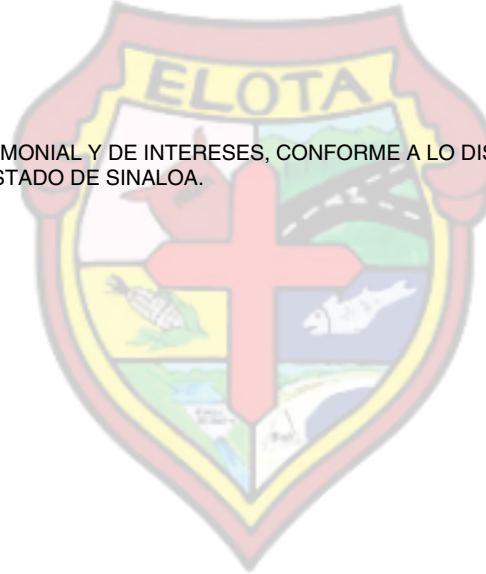 ELOTA
MONIAL Y DE INTERESES, CONFORME A LO DIS
STADO DE SINALOA.